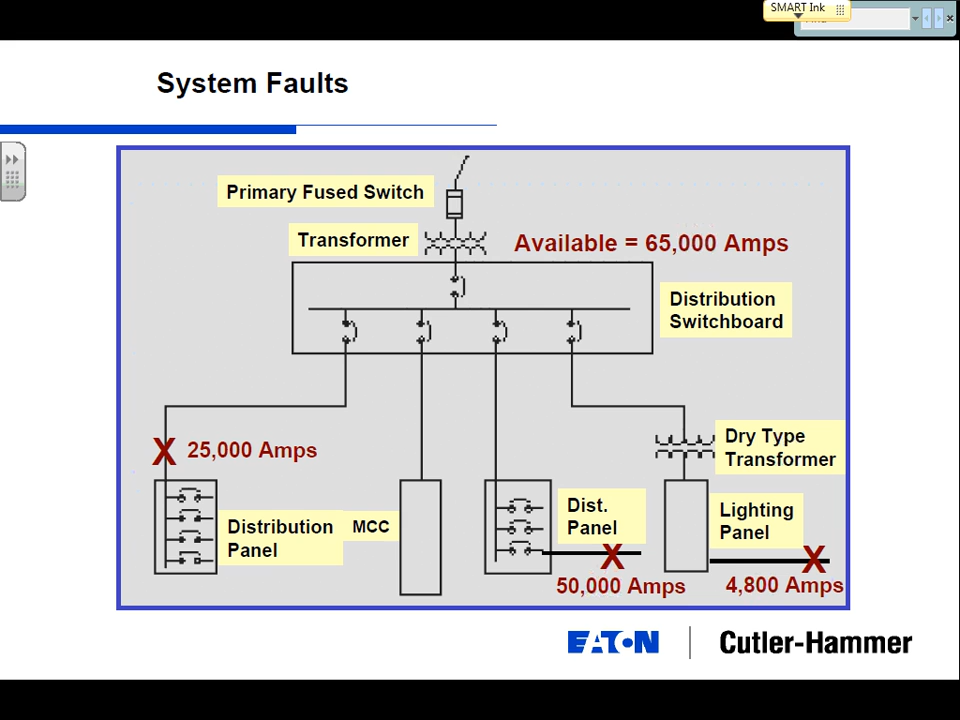 SMART Ink
System Faults
Primary Fused Switch
Transformer
Available = 65,000 Amps
Distribution
Switchboard
X 25,000 Amps
Dry Type
Transformer
Distribution
Panel
MCC
Dist.
Panel
Lighting
Panel
X
X
50,000 Amps
4,800 Amps
EATON
Cutler-Hammer